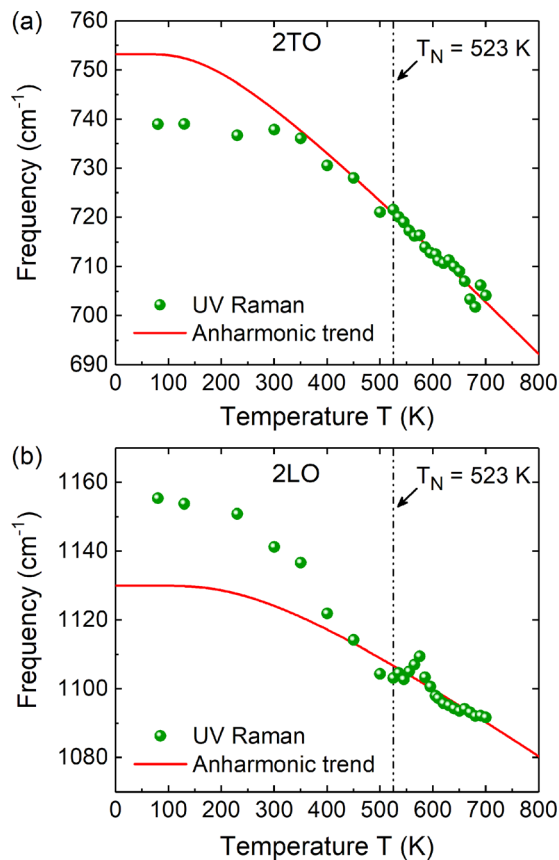 (a)
2TO
T_N = 523 K
760
750
740
730
720
710
700
690
Frequency (cm⁻¹)
UV Raman
Anharmonic trend
0 100 200 300 400 500 600 700 800
Temperature T (K)
(b)
2LO
T_N = 523 K
1160
1140
1120
1100
1080
Frequency (cm⁻¹)
UV Raman
Anharmonic trend
0 100 200 300 400 500 600 700 800
Temperature T (K)